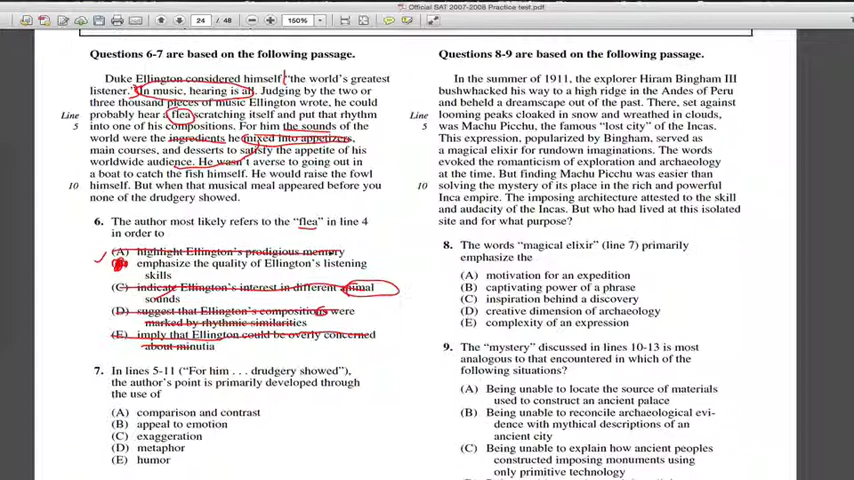 Official SAT 2007-2008 Practice test.pdf
24 / 48
150%
Questions 6-7 are based on the following passage.
Duke Ellington considered himself “the world's greatest
listener.” In music, hearing is all. Judging by the two or
three thousand pieces of music Ellington wrote, he could
probably hear a flea scratching itself and put that rhythm
into one of his compositions. For him the sounds of the
world were the ingredients he mixed into appetizers,
main courses, and desserts to satisfy the appetite of his
worldwide audience. He wasn't averse to going out in
a boat to catch the fish himself. He would raise the fowl
himself. But when that musical meal appeared before you
none of the drudgery showed.
Line
5
10
6. The author most likely refers to the “flea” in line 4
in order to
(A) highlight Ellington's prodigious memory
emphasize the quality of Ellington's listening
skills
(C) indicate Ellington's interest in different animal
sounds
(D) suggest that Ellington's compositions were
marked by rhythmic similarities
(E) imply that Ellington could be overly concerned
about minutia
7. In lines 5-11 (“For him . . . drudgery showed”),
the author's point is primarily developed through
the use of
(A) comparison and contrast
(B) appeal to emotion
(C) exaggeration
(D) metaphor
(E) humor
Questions 8-9 are based on the following passage.
In the summer of 1911, the explorer Hiram Bingham III
bushwhacked his way to a high ridge in the Andes of Peru
and beheld a dreamscape out of the past. There, set against
looming peaks cloaked in snow and wreathed in clouds,
was Machu Picchu, the famous “lost city” of the Incas.
This expression, popularized by Bingham, served as
a magical elixir for rundown imaginations. The words
evoked the romanticism of exploration and archaeology
at the time. But finding Machu Picchu was easier than
solving the mystery of its place in the rich and powerful
Inca empire. The imposing architecture attested to the skill
and audacity of the Incas. But who had lived at this isolated
site and for what purpose?
Line
5
10
8. The words “magical elixir” (line 7) primarily
emphasize the
(A) motivation for an expedition
(B) captivating power of a phrase
(C) inspiration behind a discovery
(D) creative dimension of archaeology
(E) complexity of an expression
9. The “mystery” discussed in lines 10-13 is most
analogous to that encountered in which of the
following situations?
(A) Being unable to locate the source of materials
used to construct an ancient palace
(B) Being unable to reconcile archaeological evi-
dence with mythical descriptions of an
ancient city
(C) Being unable to explain how ancient peoples
constructed imposing monuments using
only primitive technology